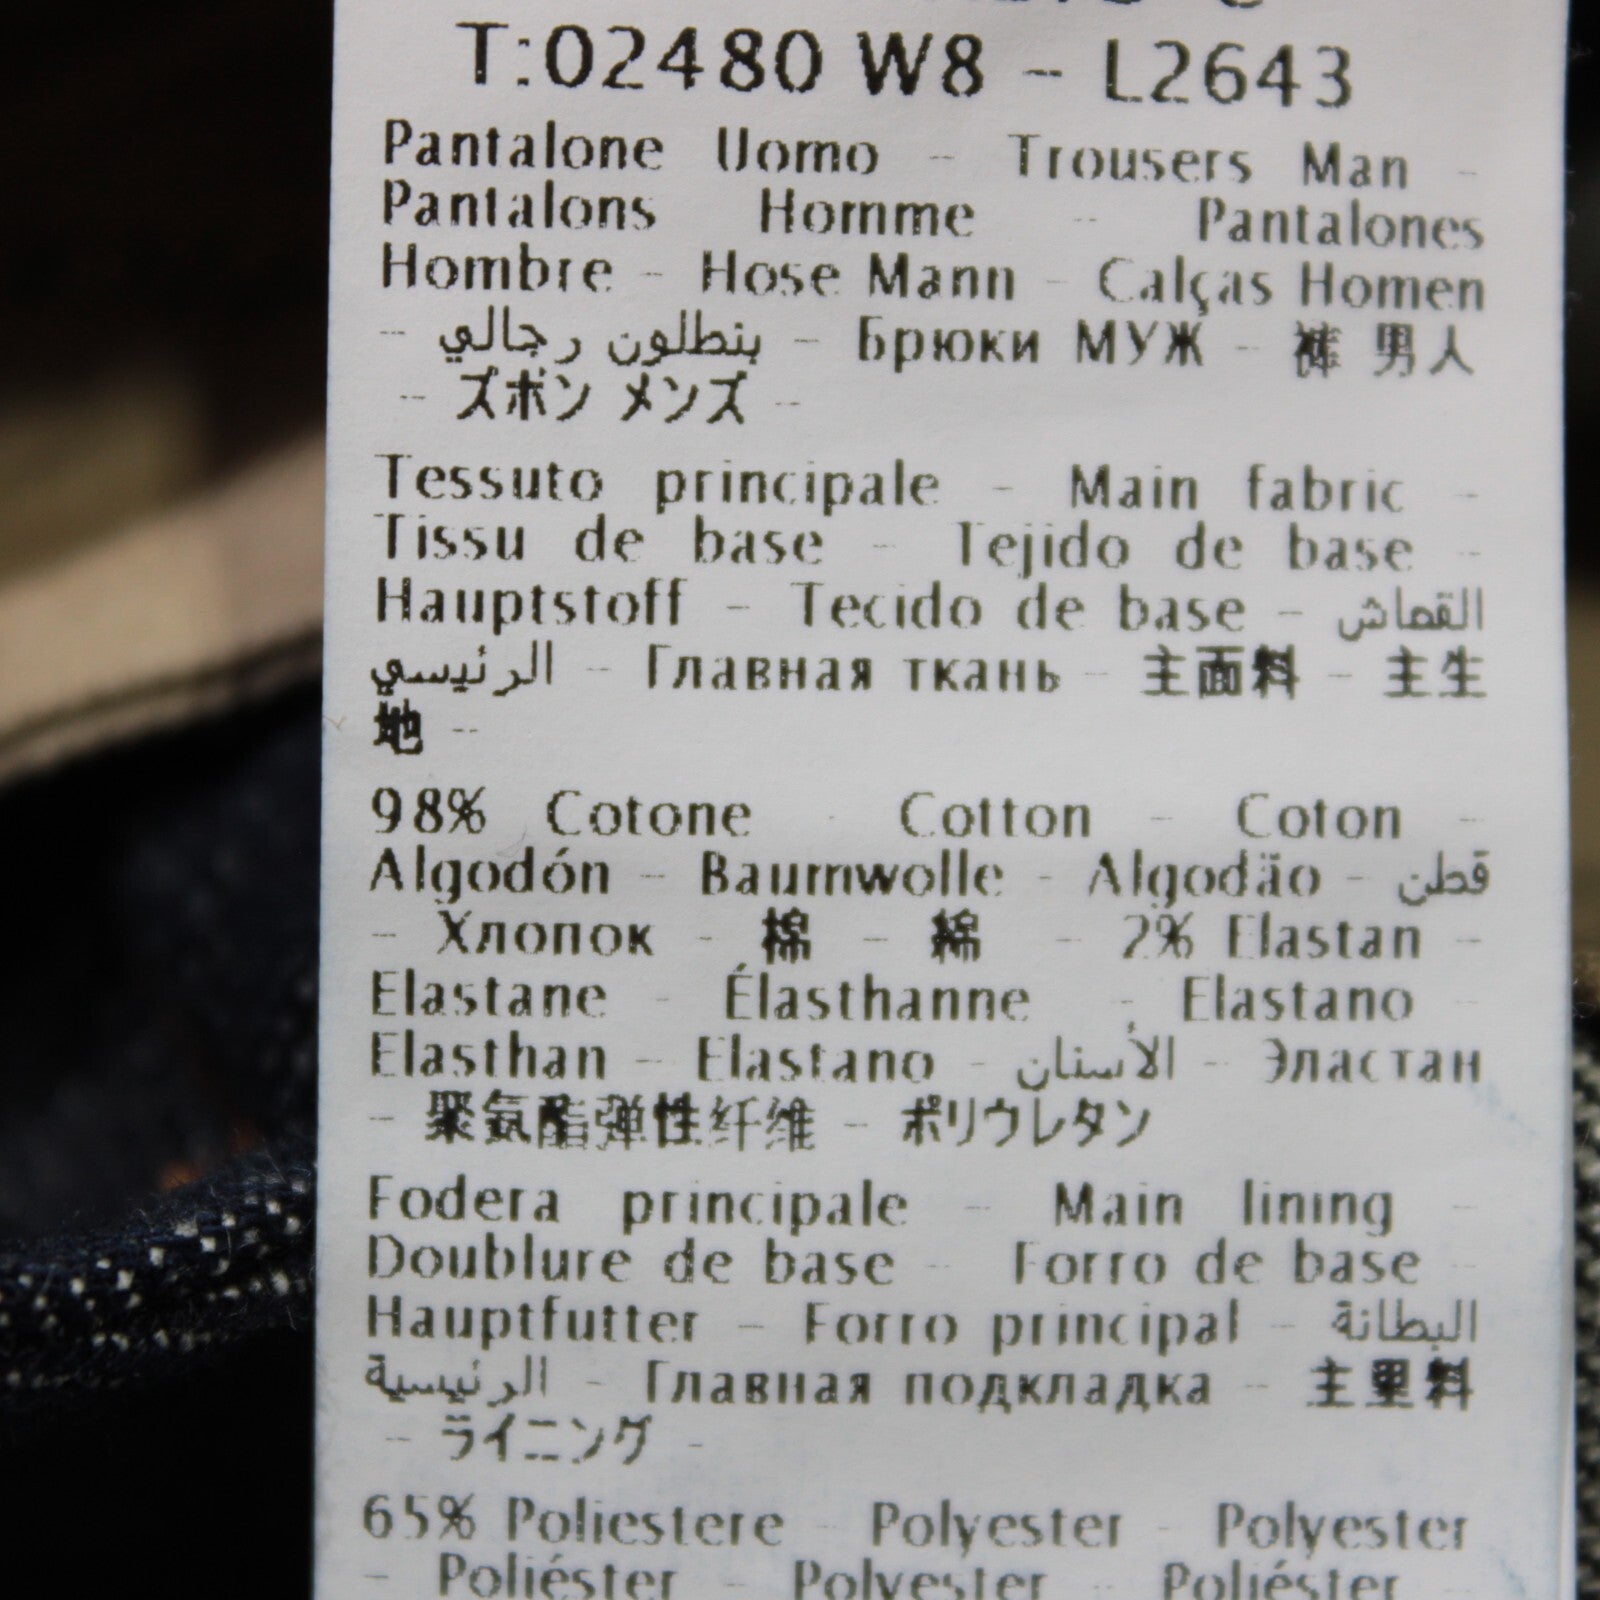 T:02480 W8 - L2643
Pantalone Uomo - Trousers Man -
Pantalons Homme - Pantalones
Hombre - Hose Mann - Calças Homen
- بنطلون رجالي - Брюки МУЖ - 裤 男人
- ズボン メンズ -
Tessuto principale - Main fabric -
Tissu de base - Tejido de base -
Hauptstoff - Tecido de base - القماش
الرئيسي - Главная ткань - 主面料 - 主生
地 -
98% Cotone - Cotton - Coton -
Algodón - Baumwolle - Algodão - قطن
- Хлопок - 棉 - 綿 - 2% Elastan -
Elastane - Élasthanne - Elastano -
Elasthan - Elastano - الأستان - Эластан
- 聚氨酯弹性纤维 - ポリウレタン
Fodera principale - Main lining -
Doublure de base - Forro de base -
Hauptfutter - Forro principal - البطانة
الرئيسية - Главная подкладка - 主里料
- ライニング -
65% Poliestere - Polyester - Polyester
- Poliéster - Polyester - Poliéster -